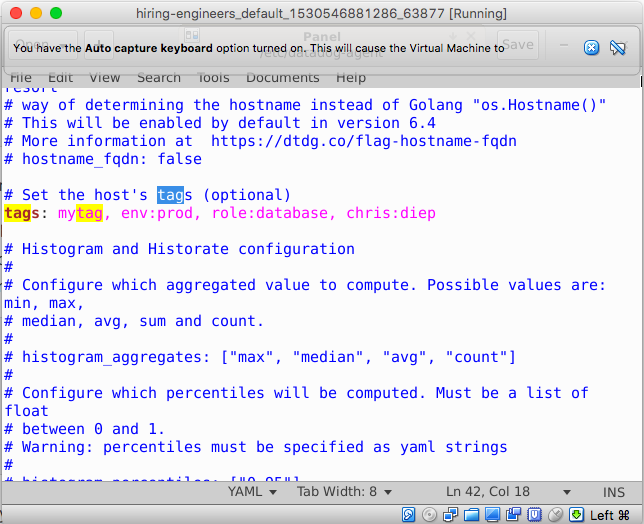 hiring-engineers_default_1530546881286_63877 [Running]
Open
Panel
Save
/etc/datadog-agent
You have the Auto capture keyboard option turned on. This will cause the Virtual Machine to
File Edit View Search Tools Documents Help
result
# way of determining the hostname instead of Golang "os.Hostname()"
# This will be enabled by default in version 6.4
# More information at  https://dtdg.co/flag-hostname-fqdn
# hostname_fqdn: false
# Set the host's tags (optional)
tags: mytag, env:prod, role:database, chris:diep
# Histogram and Historate configuration
#
# Configure which aggregated value to compute. Possible values are:
min, max,
# median, avg, sum and count.
#
# histogram_aggregates: ["max", "median", "avg", "count"]
#
# Configure which percentiles will be computed. Must be a list of
float
# between 0 and 1.
# Warning: percentiles must be specified as yaml strings
#
# histogram_percentiles: ["0.95"]
YAML Tab Width: 8 Ln 42, Col 18 INS
Left ⌘